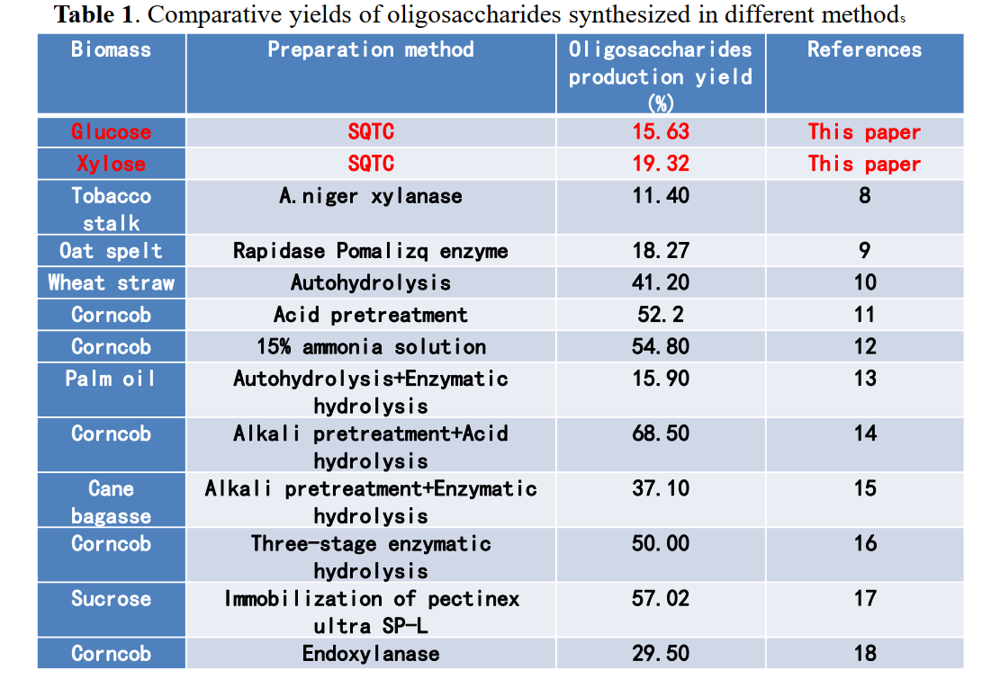 Table 1. Comparative yields of oligosaccharides synthesized in different methods
Biomass Preparation method Oligosaccharides References
production yield
(%)
Glucose SQTC 15.63 This paper
Xylose SQTC 19.32 This paper
Tobacco A.niger xylanase 11.40 8
stalk
Oat spelt Rapidase Pomalizq enzyme 18.27 9
Wheat straw Autohydrolysis 41.20 10
Corncob Acid pretreatment 52.2 11
Corncob 15% ammonia solution 54.80 12
Palm oil Autohydrolysis+Enzymatic 15.90 13
hydrolysis
Corncob Alkali pretreatment+Acid 68.50 14
hydrolysis
Cane Alkali pretreatment+Enzymatic 37.10 15
bagasse hydrolysis
Corncob Three-stage enzymatic 50.00 16
hydrolysis
Sucrose Immobilization of pectinex 57.02 17
ultra SP-L
Corncob Endoxylanase 29.50 18